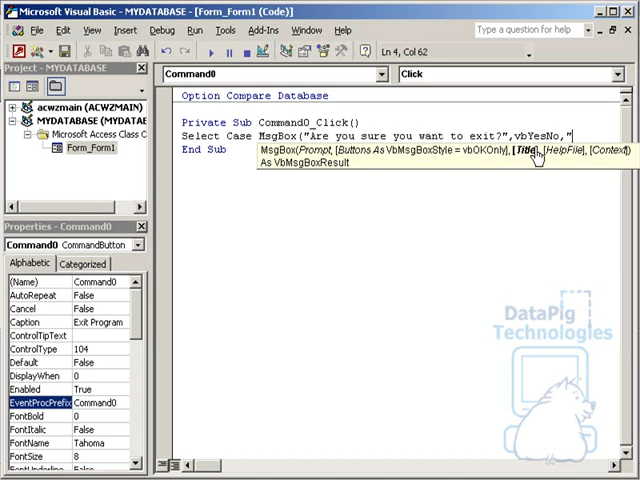 Microsoft Visual Basic - MYDATABASE - [Form_Form1 (Code)]
File Edit View Insert Debug Run Tools Add-Ins Window Help
Type a question for help
Ln 4, Col 62
Project - MYDATABASE
acwzmain (ACWZMAIN)
MYDATABASE (MYDATABAS
Microsoft Access Class C
Form_Form1
Properties - Command0
Command0 CommandButton
Alphabetic Categorized
(Name) Command0
AutoRepeat False
Cancel False
Caption Exit Program
ControlTipText
ControlType 104
Default False
DisplayWhen 0
Enabled True
EventProcPrefix Command0
FontBold 0
FontItalic False
FontName Tahoma
FontSize 8
FontUnderline False
Command0 Click
Option Compare Database
Private Sub Command0_Click()
Select Case MsgBox("Are you sure you want to exit?",vbYesNo,"
MsgBox(Prompt, [Buttons As VbMsgBoxStyle = vbOKOnly], [Title], [HelpFile], [Context])
As VbMsgBoxResult
End Sub
DataPig
Technologies